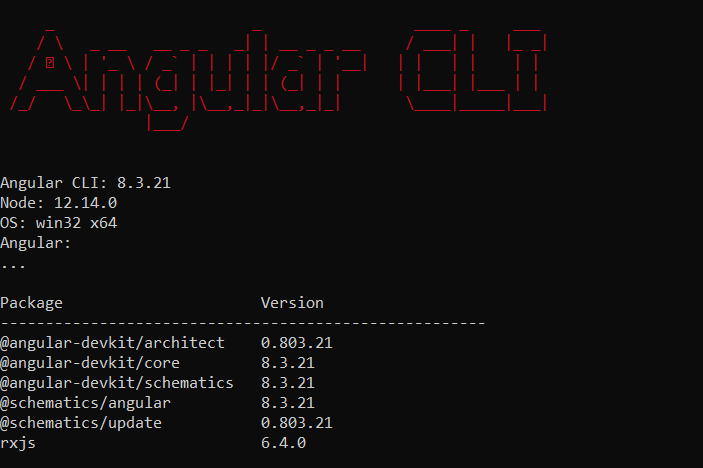 Angular CLI
Angular CLI: 8.3.21
Node: 12.14.0
OS: win32 x64
Angular:
...
Package Version
------------------------------------------------------
@angular-devkit/architect 0.803.21
@angular-devkit/core 8.3.21
@angular-devkit/schematics 8.3.21
@schematics/angular 8.3.21
@schematics/update 0.803.21
rxjs 6.4.0